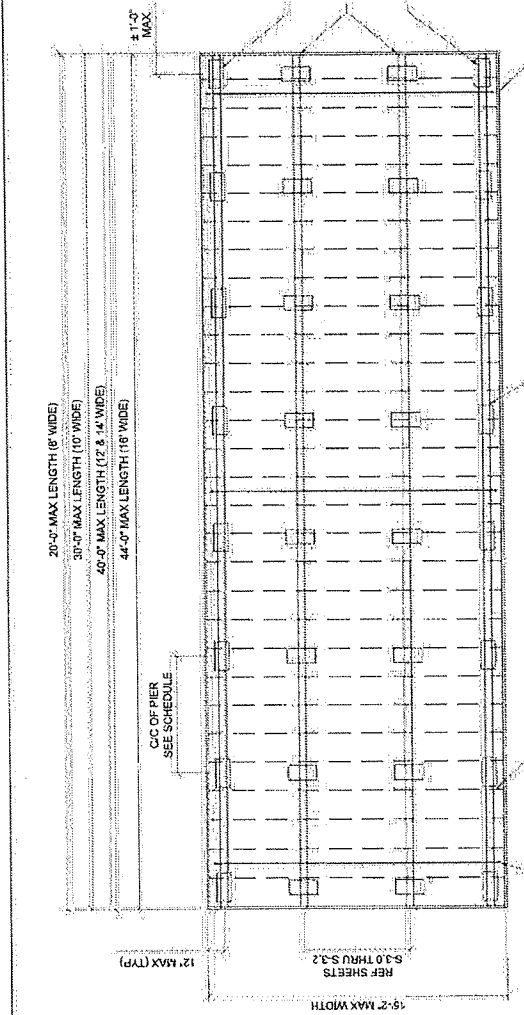 20'-0" MAX LENGTH (8' WIDE)
30'-0" MAX LENGTH (10' WIDE)
40'-0" MAX LENGTH (12' & 14' WIDE)
44'-0" MAX LENGTH (16' WIDE)
± 1'-0"
MAX
C/C OF PIER
SEE SCHEDULE
12" MAX (TYP)
REF SHEETS
S-3.0 THRU S-3.2
15'-2" MAX WIDTH